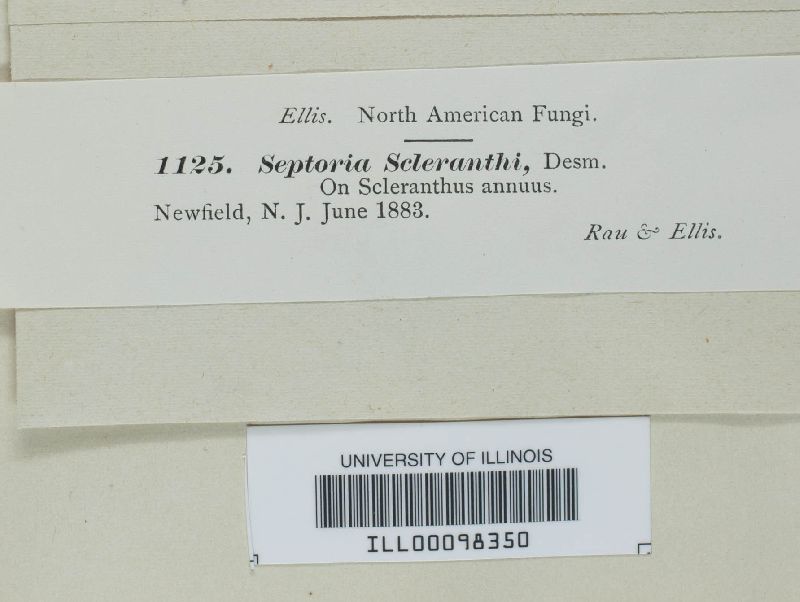 Ellis. North American Fungi.
1125. Septoria Scleranthi, Desm.
On Scleranthus annuus.
Newfield, N. J. June 1883.
Rau & Ellis.
UNIVERSITY OF ILLINOIS
ILL00098350